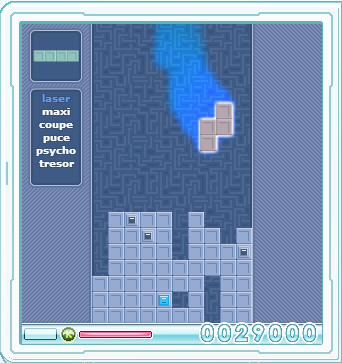 laser
maxi
coupe
puce
psycho
tresor
0029000